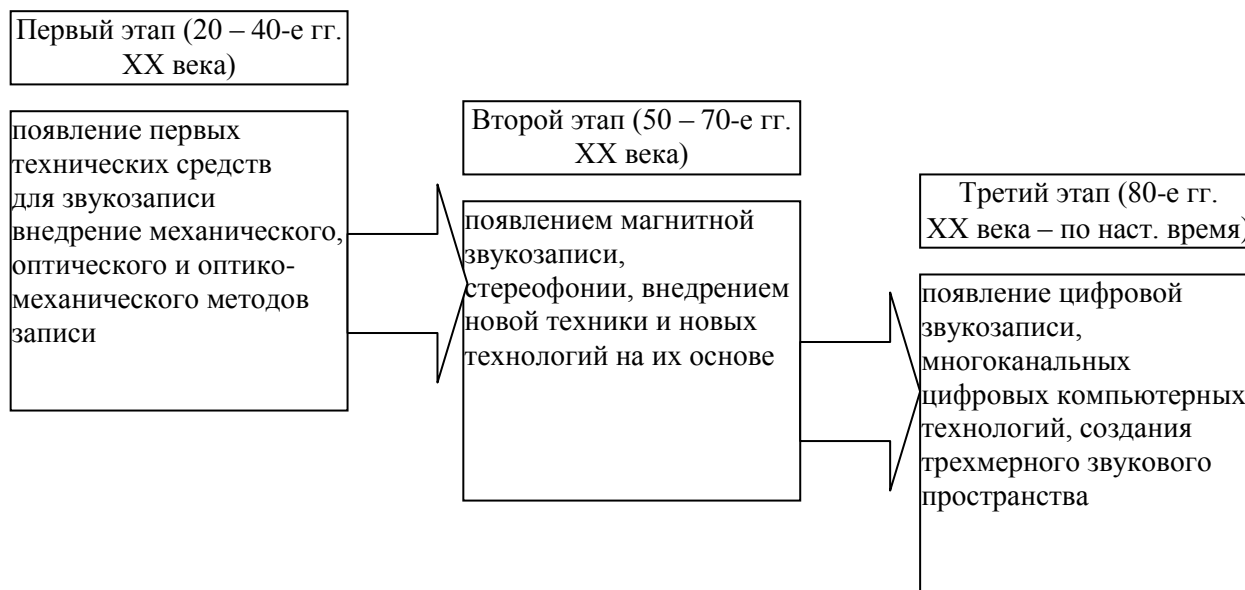 Первый этап (20 – 40-е гг.
XX века)
появление первых
технических средств
для звукозаписи
внедрение механического,
оптического и оптико-
механического методов
записи
Второй этап (50 – 70-е гг.
XX века)
появлением магнитной
звукозаписи,
стереофонии, внедрением
новой техники и новых
технологий на их основе
Третий этап (80-е гг.
XX века – по наст. время)
появление цифровой
звукозаписи,
многоканальных
цифровых компьютерных
технологий, создания
трехмерного звукового
пространства